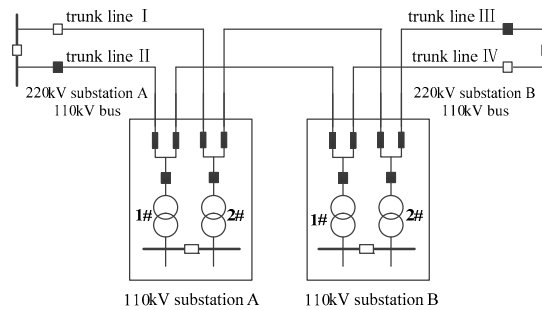 trunk line Ⅰ
trunk line Ⅲ
trunk line Ⅱ
trunk line Ⅳ
220kV substation A
110kV bus
220kV substation B
110kV bus
1#
2#
1#
2#
110kV substation A
110kV substation B